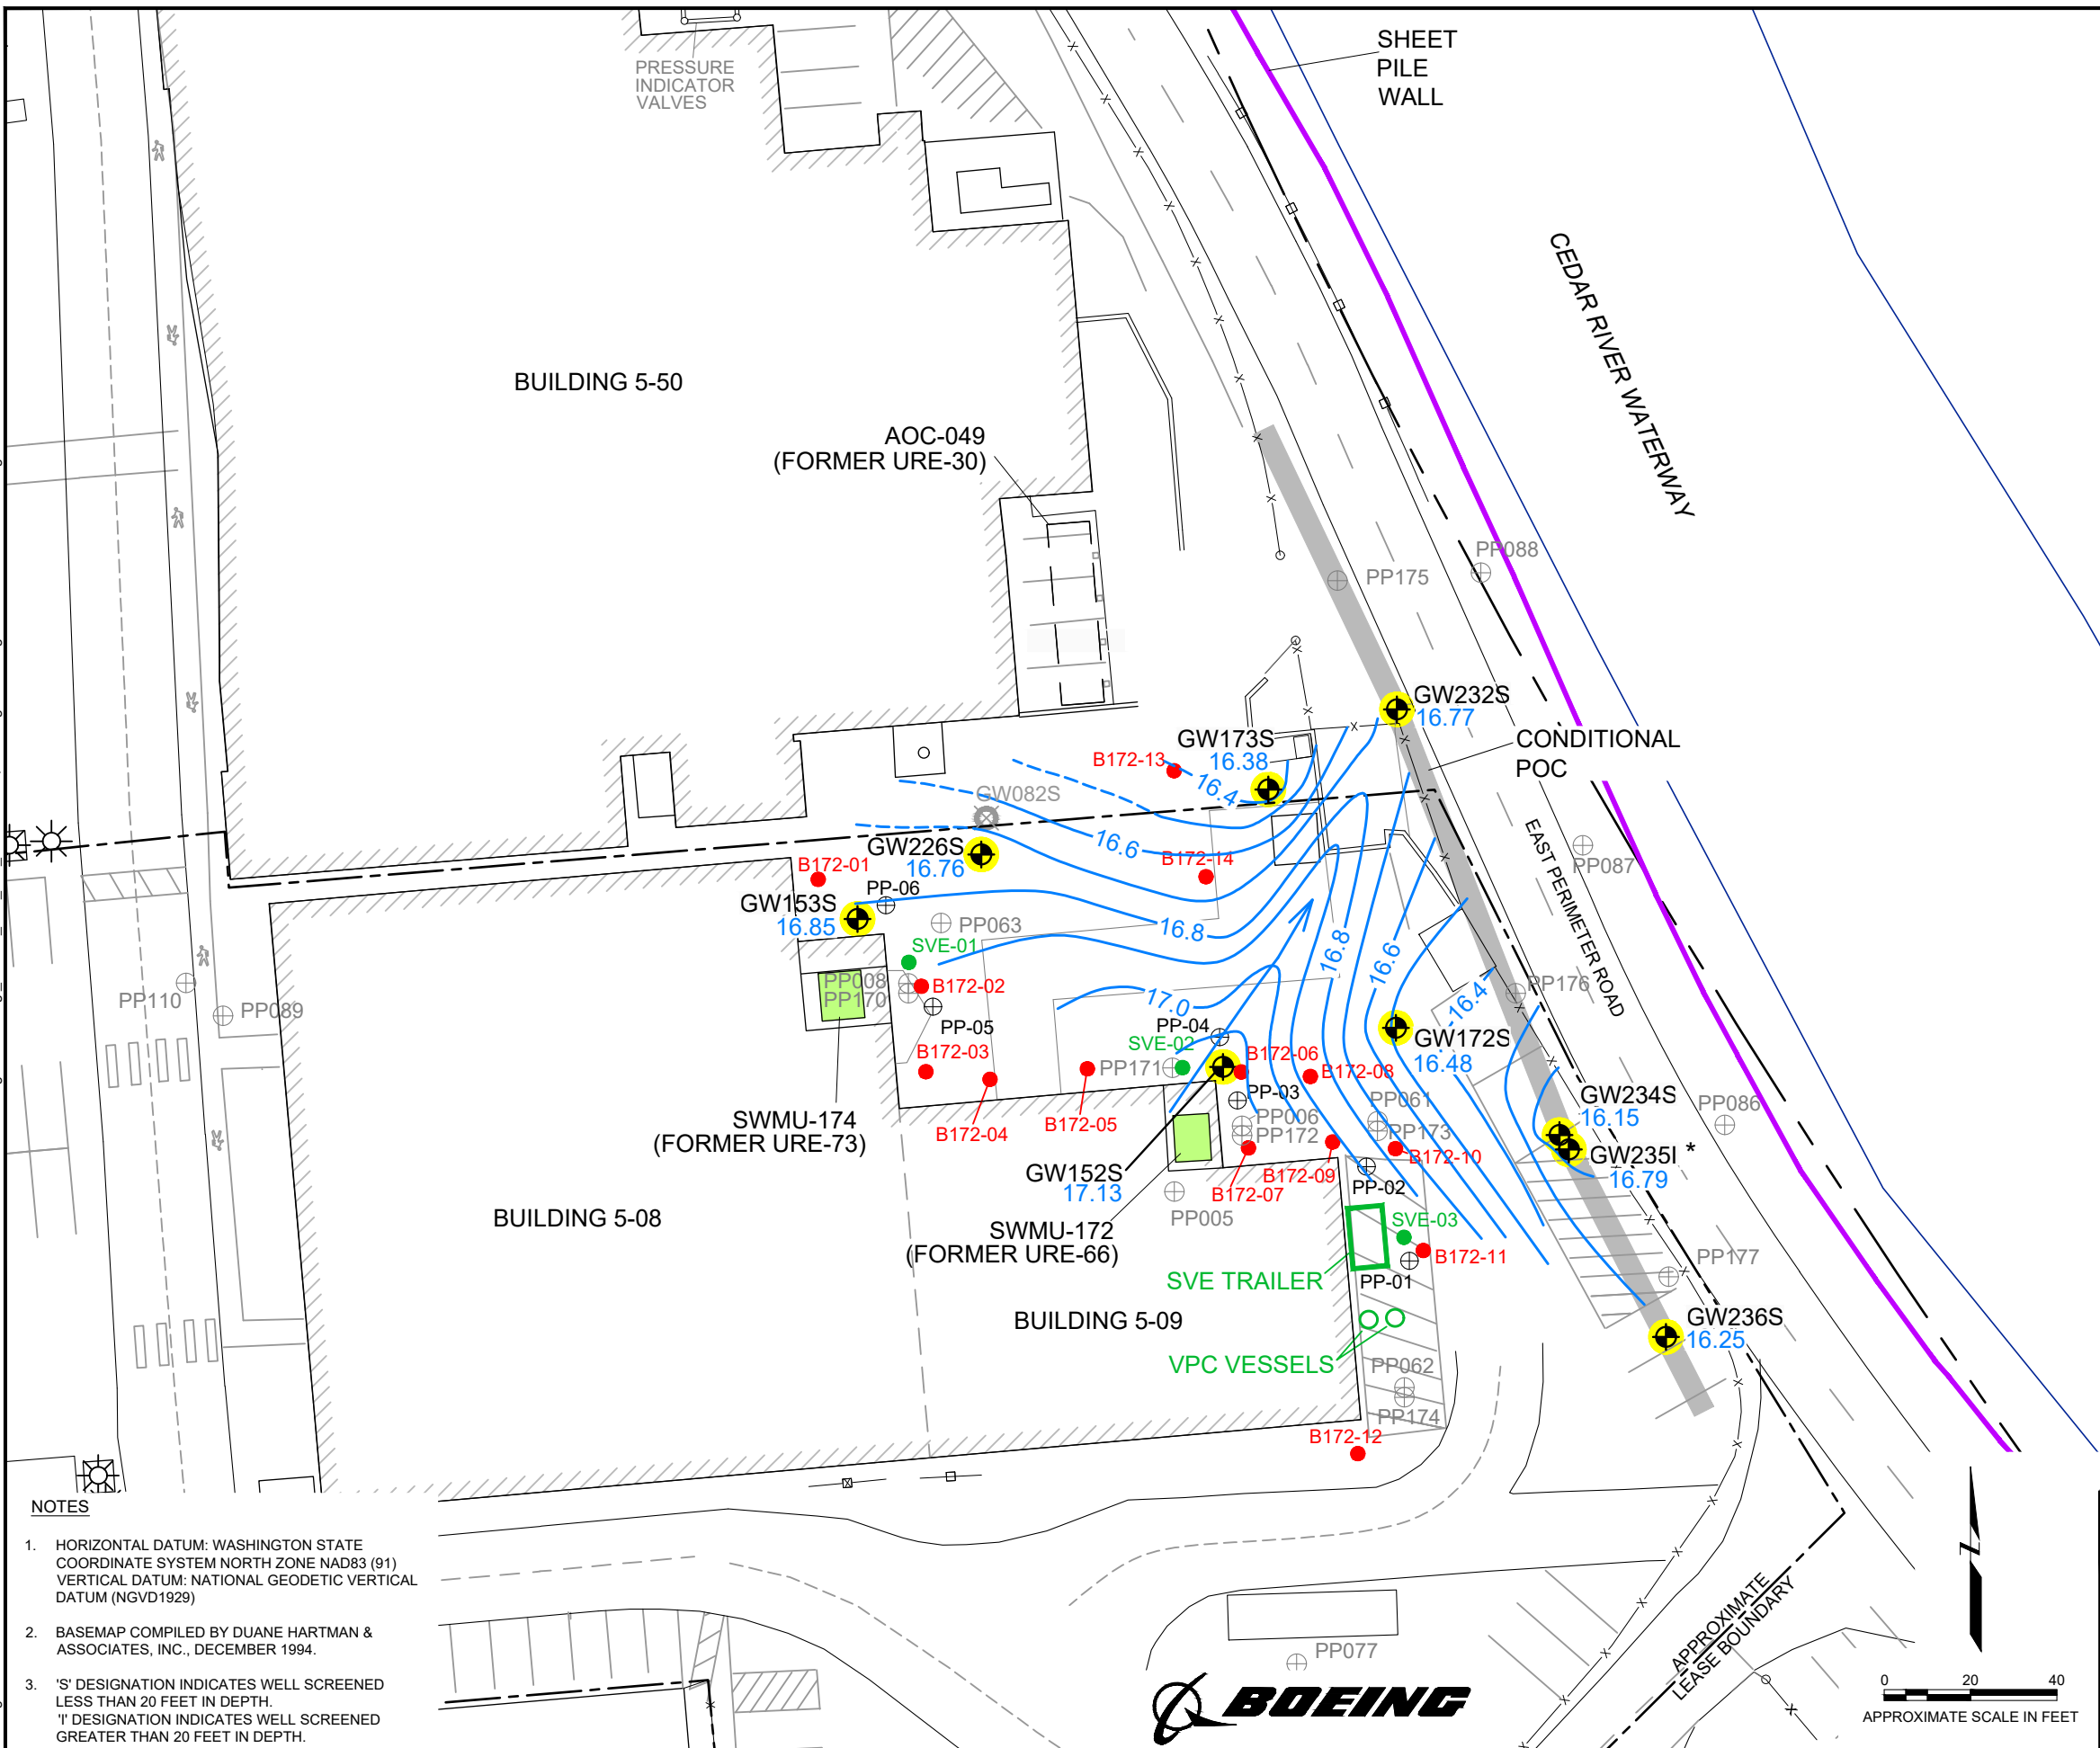 PRESSURE
INDICATOR
VALVES
SHEET
PILE
WALL
CEDAR RIVER WATERWAY
BUILDING 5-50
AOC-049
(FORMER URE-30)
PP088
PP175
GW232S
16.77
CONDITIONAL
POC
GW173S
16.38
B172-13
16.4
GW082S
16.6
GW226S
16.76
B172-14
B172-01
PP-06
GW153S
16.85
PP063
16.8
SVE-01
PP008
PP170
B172-02
PP-05
PP110
PP089
EAST PERIMETER ROAD
PP087
16.8
16.6
16.4
PP176
17.0
PP-04
SVE-02
B172-03
PP171
B172-06
B172-08
GW172S
16.48
PP-03
PP006
PP172
PP061
PP173
GW234S
16.15
PP086
GW235I *
16.79
SWMU-174
(FORMER URE-73)
B172-04
B172-05
GW152S
17.13
B172-09
B172-07
B172-10
PP-02
PP005
SWMU-172
(FORMER URE-66)
BUILDING 5-08
SVE-03
B172-11
SVE TRAILER
PP-01
PP177
BUILDING 5-09
GW236S
16.25
VPC VESSELS
PP062
PP174
B172-12
NOTES
1. HORIZONTAL DATUM: WASHINGTON STATE
COORDINATE SYSTEM NORTH ZONE NAD83 (91)
VERTICAL DATUM: NATIONAL GEODETIC VERTICAL
DATUM (NGVD1929)
2. BASEMAP COMPILED BY DUANE HARTMAN &
ASSOCIATES, INC., DECEMBER 1994.
3. 'S' DESIGNATION INDICATES WELL SCREENED
LESS THAN 20 FEET IN DEPTH.
'I' DESIGNATION INDICATES WELL SCREENED
GREATER THAN 20 FEET IN DEPTH.
PP077
BOEING
APPROXIMATE
LEASE BOUNDARY
N
0 20 40
APPROXIMATE SCALE IN FEET